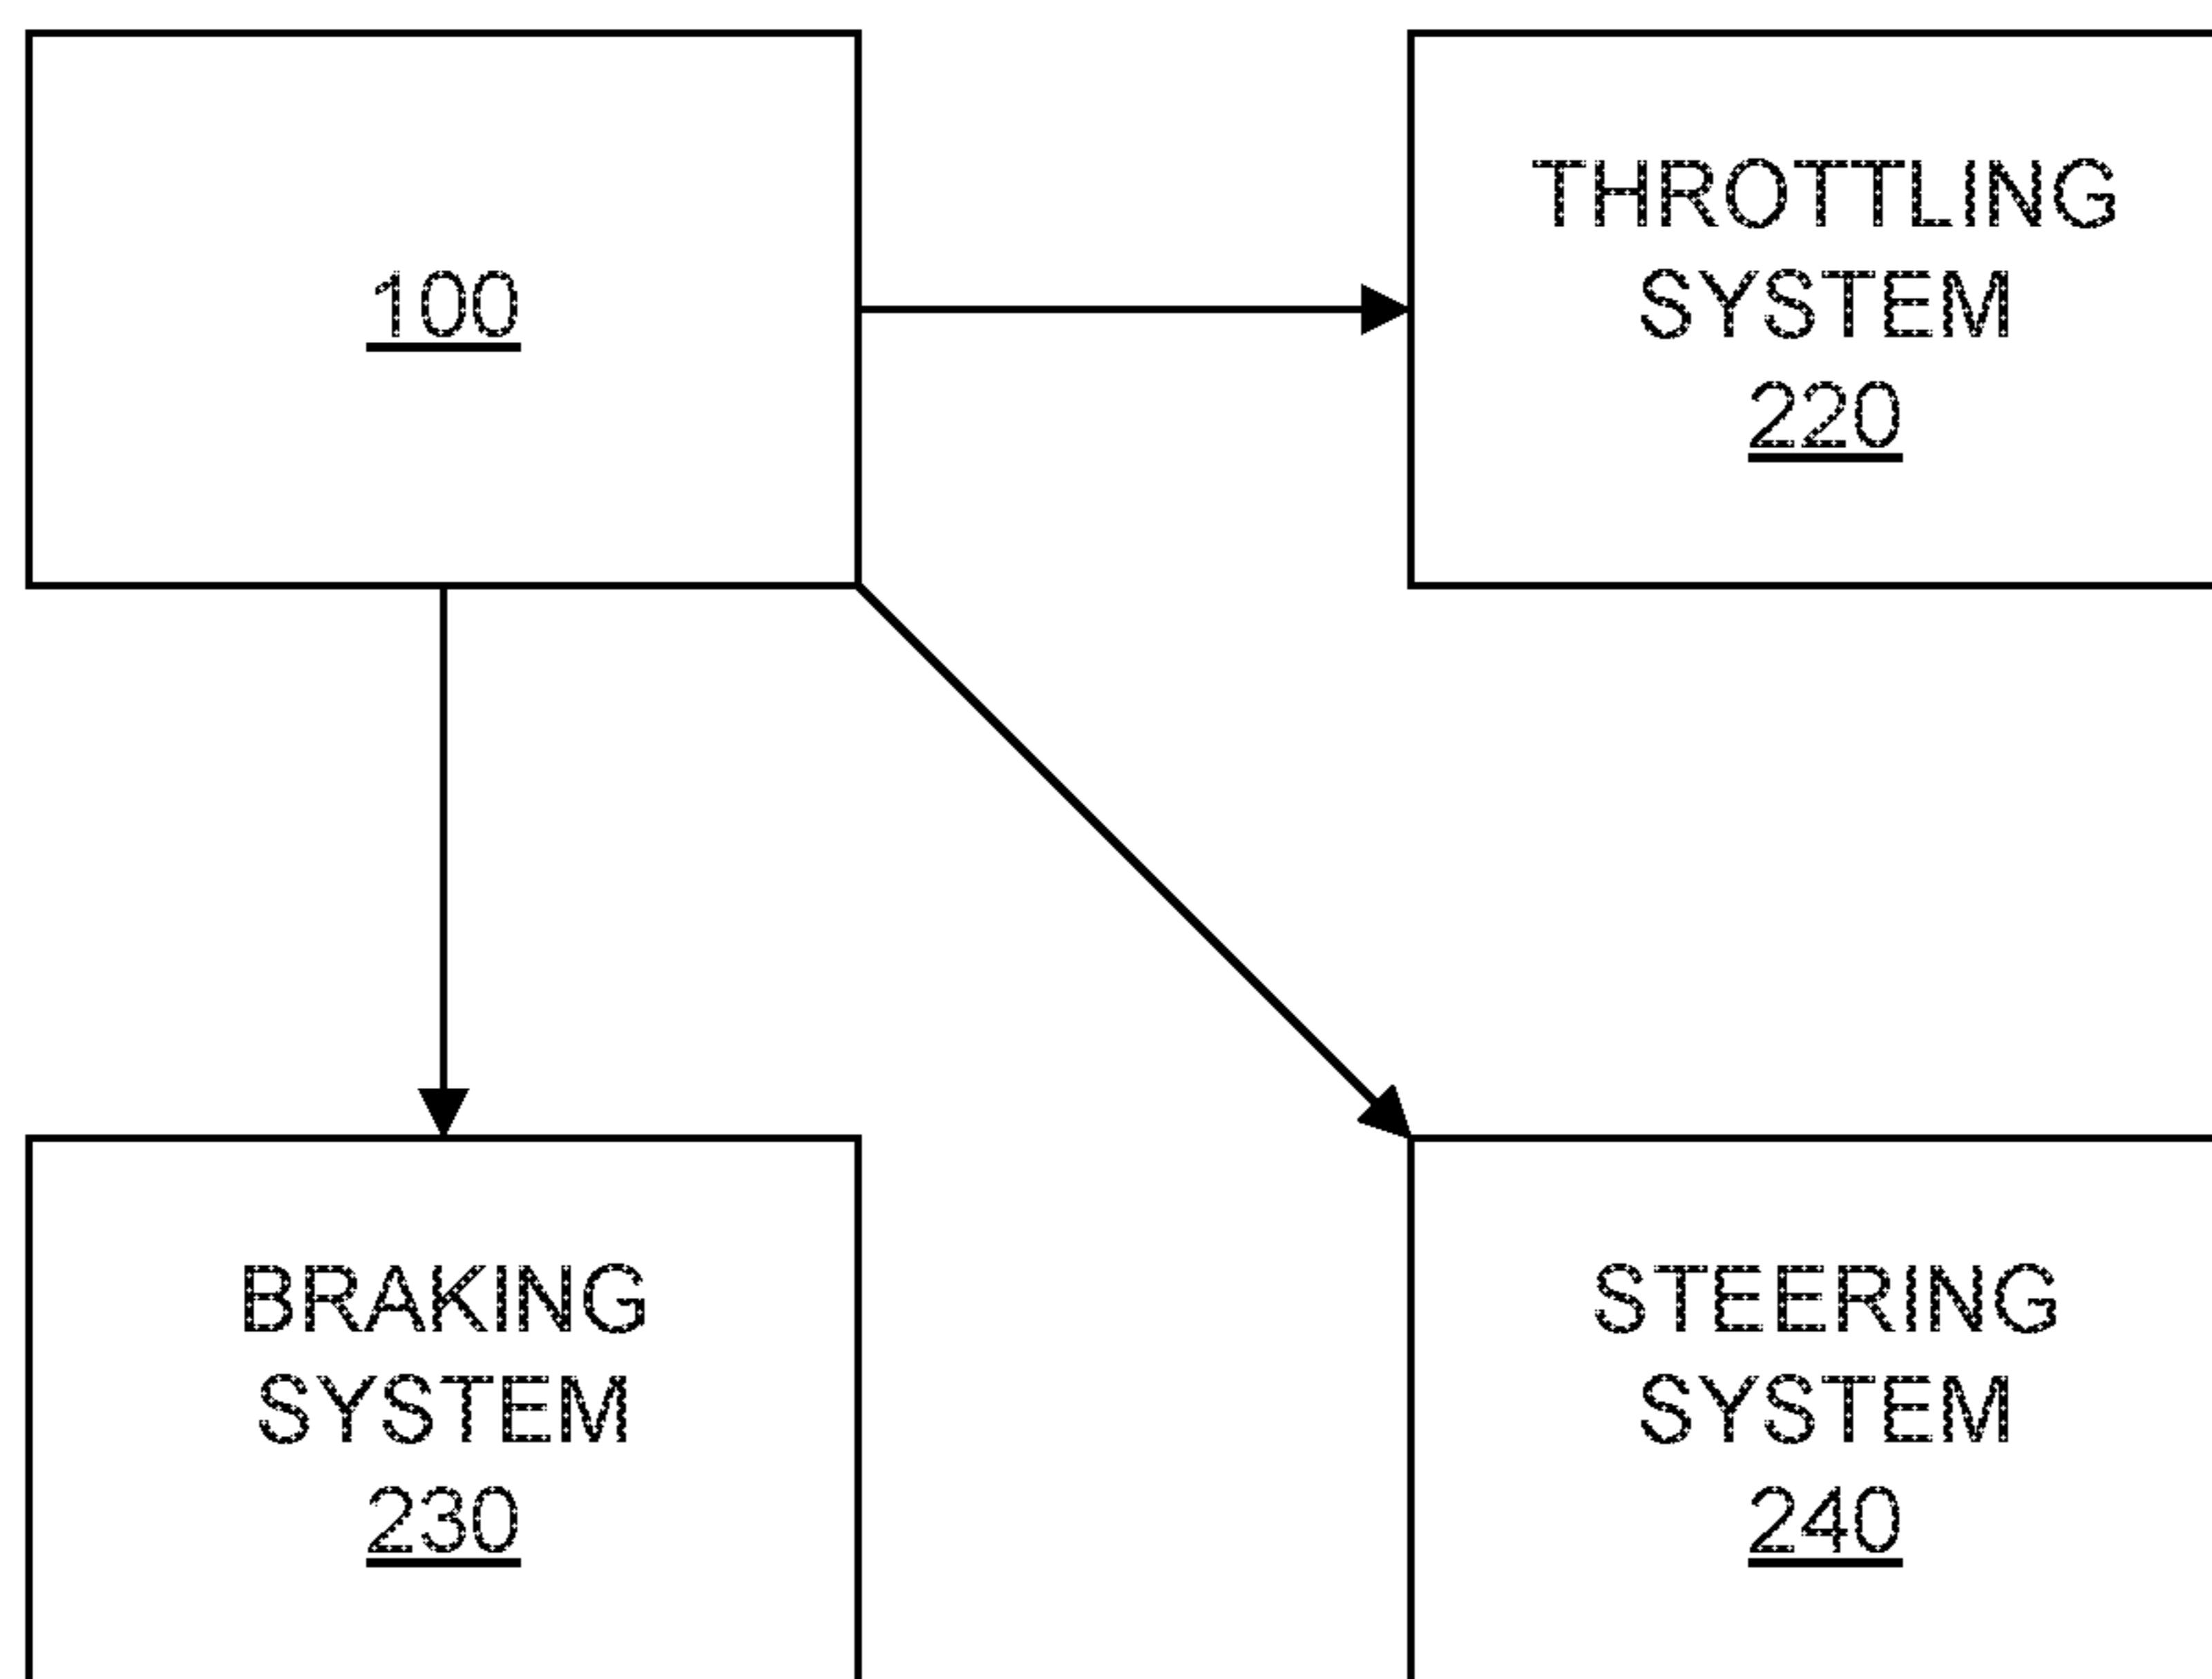 100
THROTTLING
SYSTEM
220
BRAKING
SYSTEM
230
STEERING
SYSTEM
240